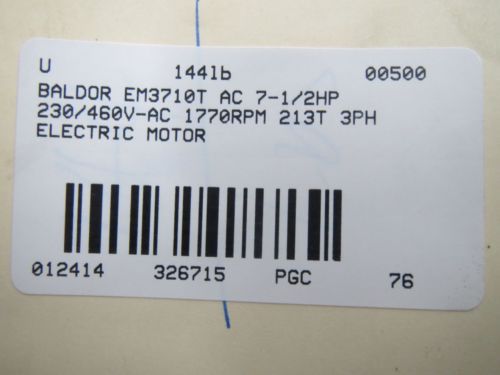 U 144lb 00500
BALDOR EM3710T AC 7-1/2HP
230/460V-AC 1770RPM 213T 3PH
ELECTRIC MOTOR
012414 326715 PGC 76